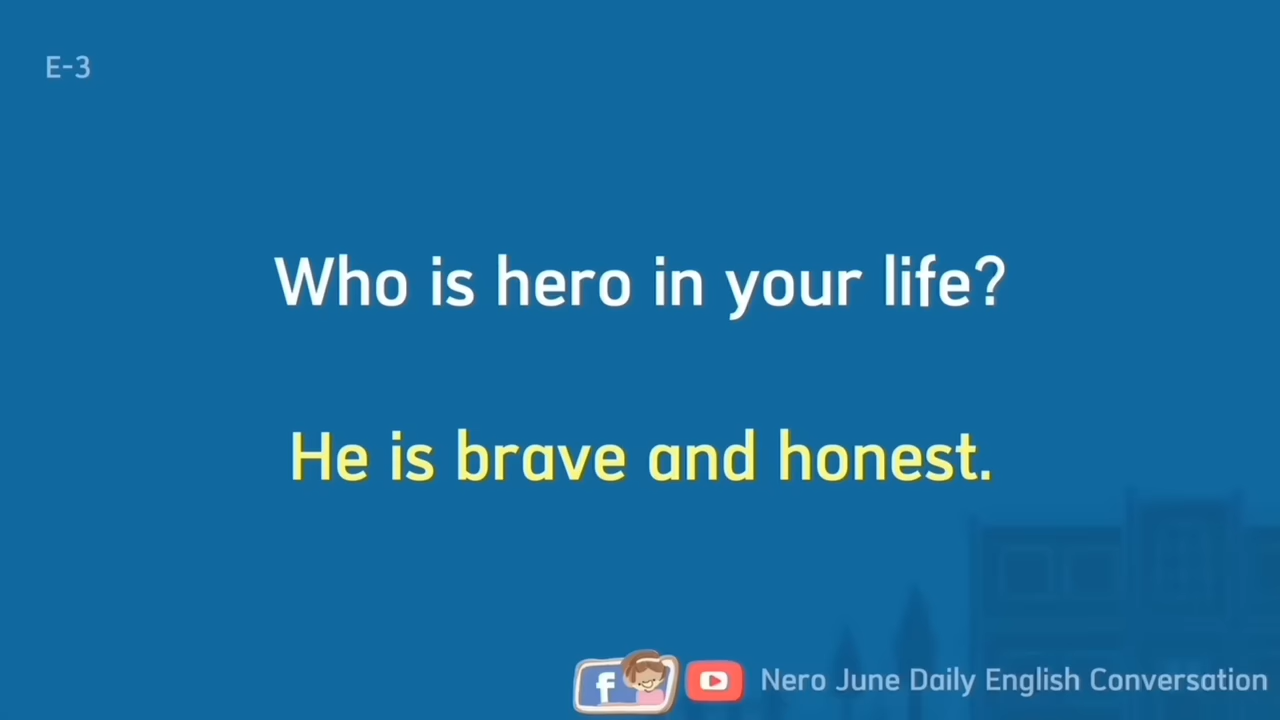 E-3
Who is hero in your life?
He is brave and honest.
f
Nero June Daily English Conversation